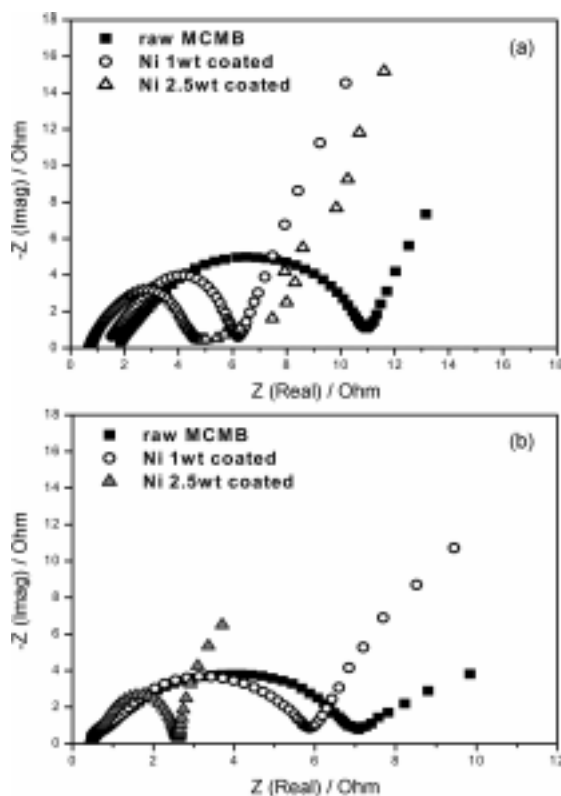 18
16
14
12
10
8
6
4
2
0
-Z (Imag) / Ohm
raw MCMB
Ni 1wt coated
Ni 2.5wt coated
(a)
0 2 4 6 8 10 12 14 16 18
Z (Real) / Ohm
18
16
14
12
10
8
6
4
2
0
-Z (Imag) / Ohm
raw MCMB
Ni 1wt coated
Ni 2.5wt coated
(b)
0 2 4 6 8 10 12
Z (Real) / Ohm